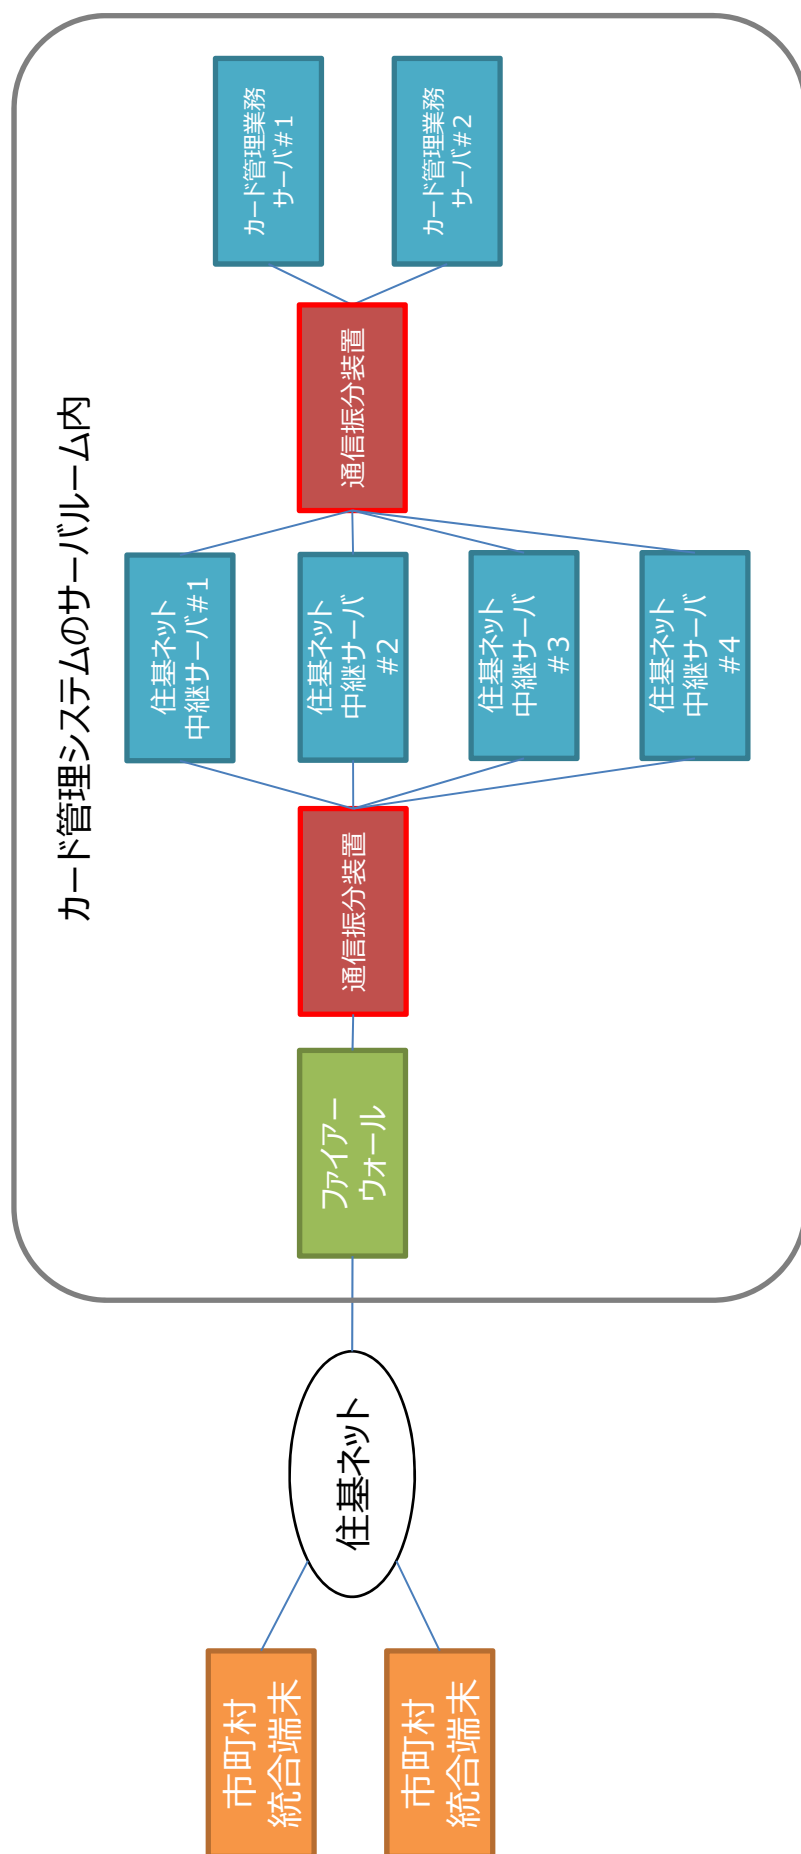 カード管理システムのサーバルーム内
市町村
統合端末
市町村
統合端末
住基ネット
ファイアー
ウォール
通信振分装置
住基ネット
中継サーバ#1
住基ネット
中継サーバ
#2
住基ネット
中継サーバ
#3
住基ネット
中継サーバ
#4
通信振分装置
カード管理業務
サーバ#1
カード管理業務
サーバ#2